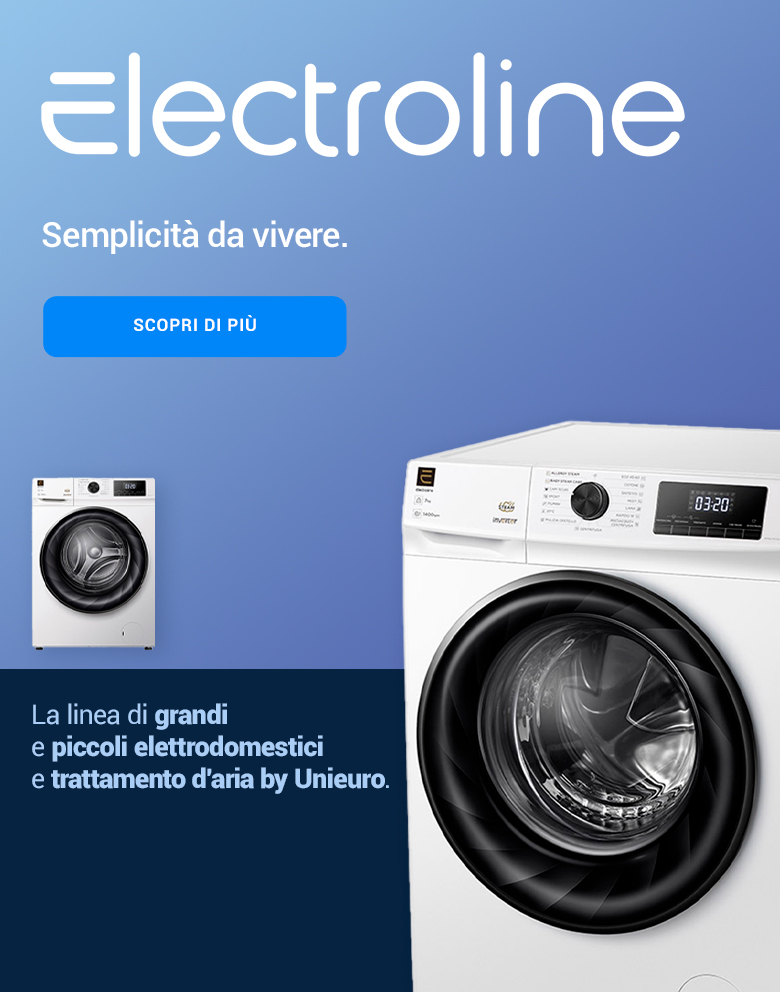 Electroline
Semplicità da vivere.
SCOPRI DI PIÙ
03:20
La linea di grandi
e piccoli elettrodomestici
e trattamento d'aria by Unieuro.